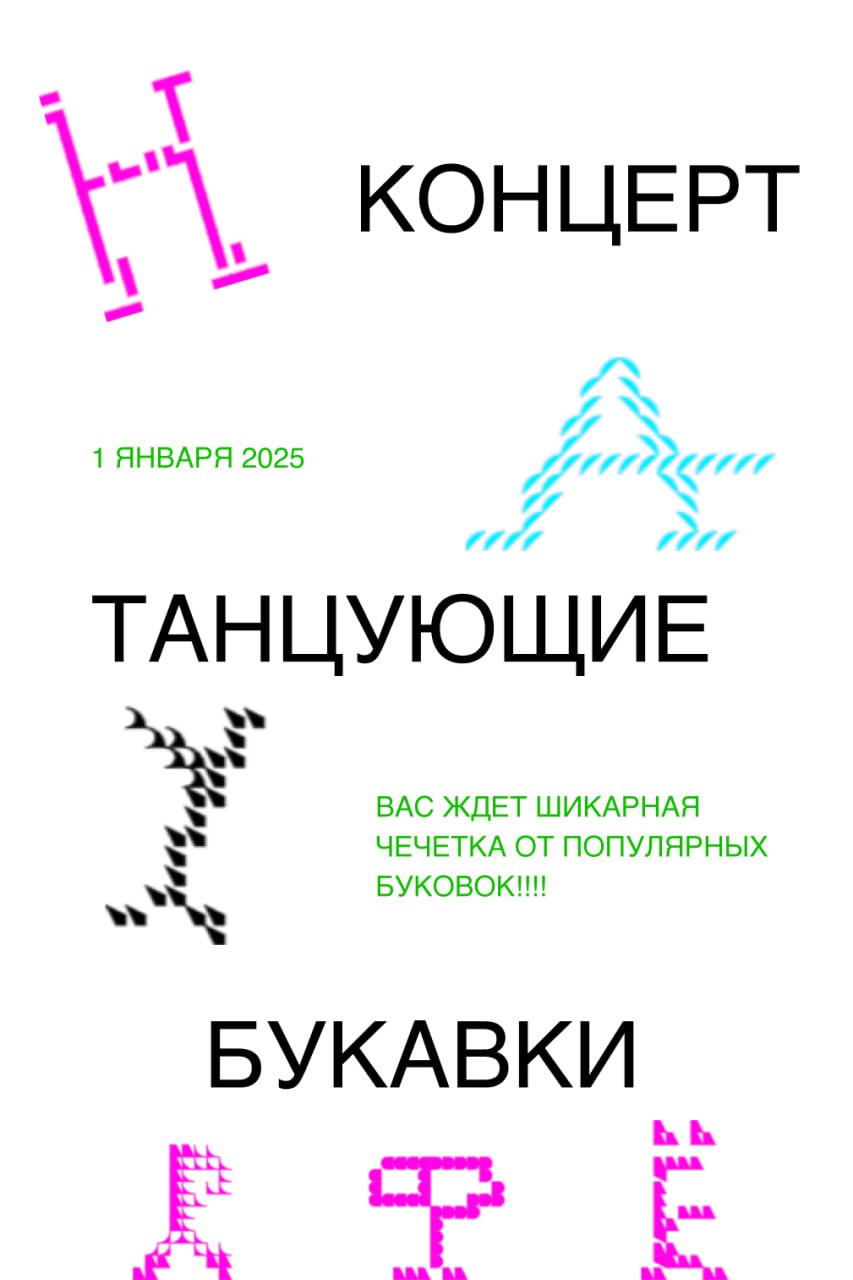 Н
КОНЦЕРТ
А
1 ЯНВАРЯ 2025
ТАНЦУЮЩИЕ
У
ВАС ЖДЕТ ШИКАРНАЯ
ЧЕЧЕТКА ОТ ПОПУЛЯРНЫХ
БУКОВОК!!!!
БУКАВКИ
Ф Ё